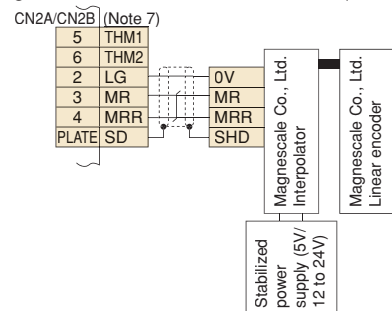 CN2A/CN2B (Note 7)
5 THM1
6 THM2
2 LG
3 MR
4 MRR
PLATE SD
0V
MR
MRR
SHD
Magnescale Co., Ltd.
Interpolator
Magnescale Co., Ltd.
Linear encoder
Stabilized
power
supply (5V/
12 to 24V)